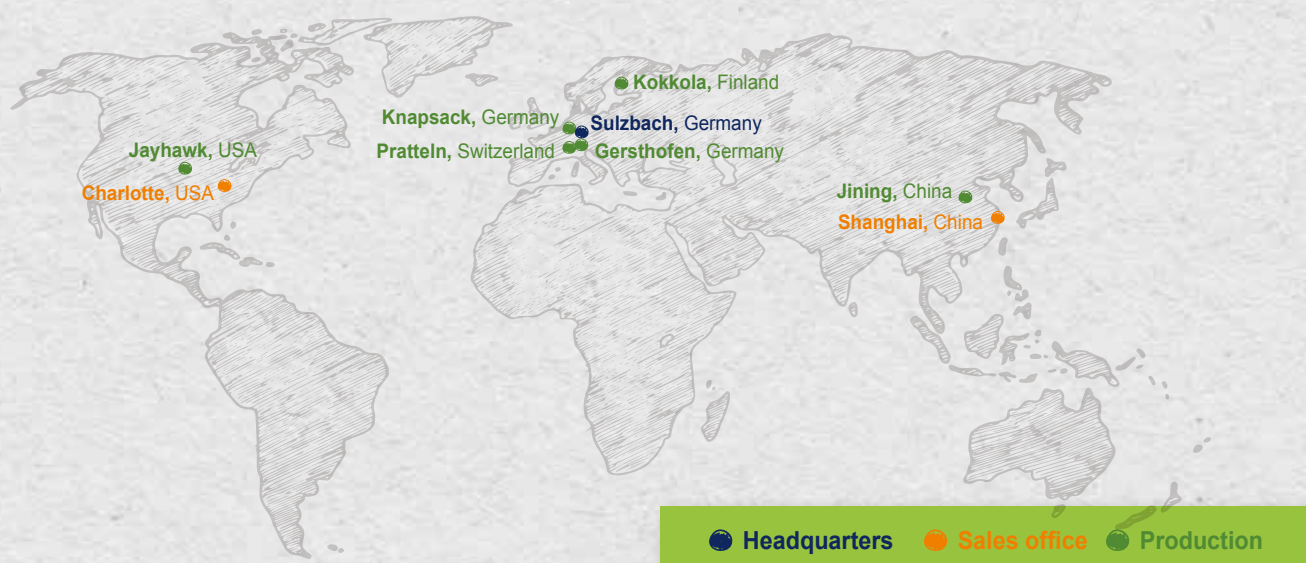 Kokkola, Finland
Knapsack, Germany
Sulzbach, Germany
Jayhawk, USA
Pratteln, Switzerland
Gersthofen, Germany
Charlotte, USA
Jining, China
Shanghai, China
Headquarters
Sales office
Production